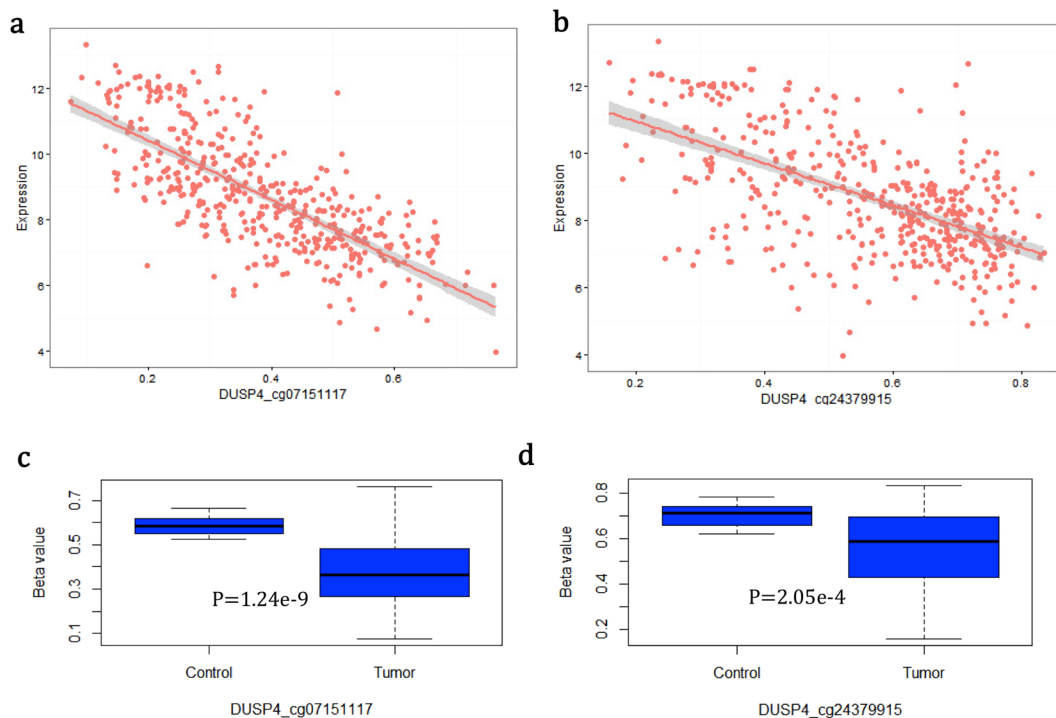 a
b
12
10
8
6
4
Expression
0.2
0.4
0.6
DUSP4_cg07151117
12
10
8
6
4
Expression
0.2
0.4
0.6
0.8
DUSP4_cg24379915
c
d
0.7
0.5
0.3
0.1
Beta value
P=1.24e-9
Control
Tumor
DUSP4_cg07151117
0.8
0.6
0.4
0.2
Beta value
P=2.05e-4
Control
Tumor
DUSP4_cg24379915